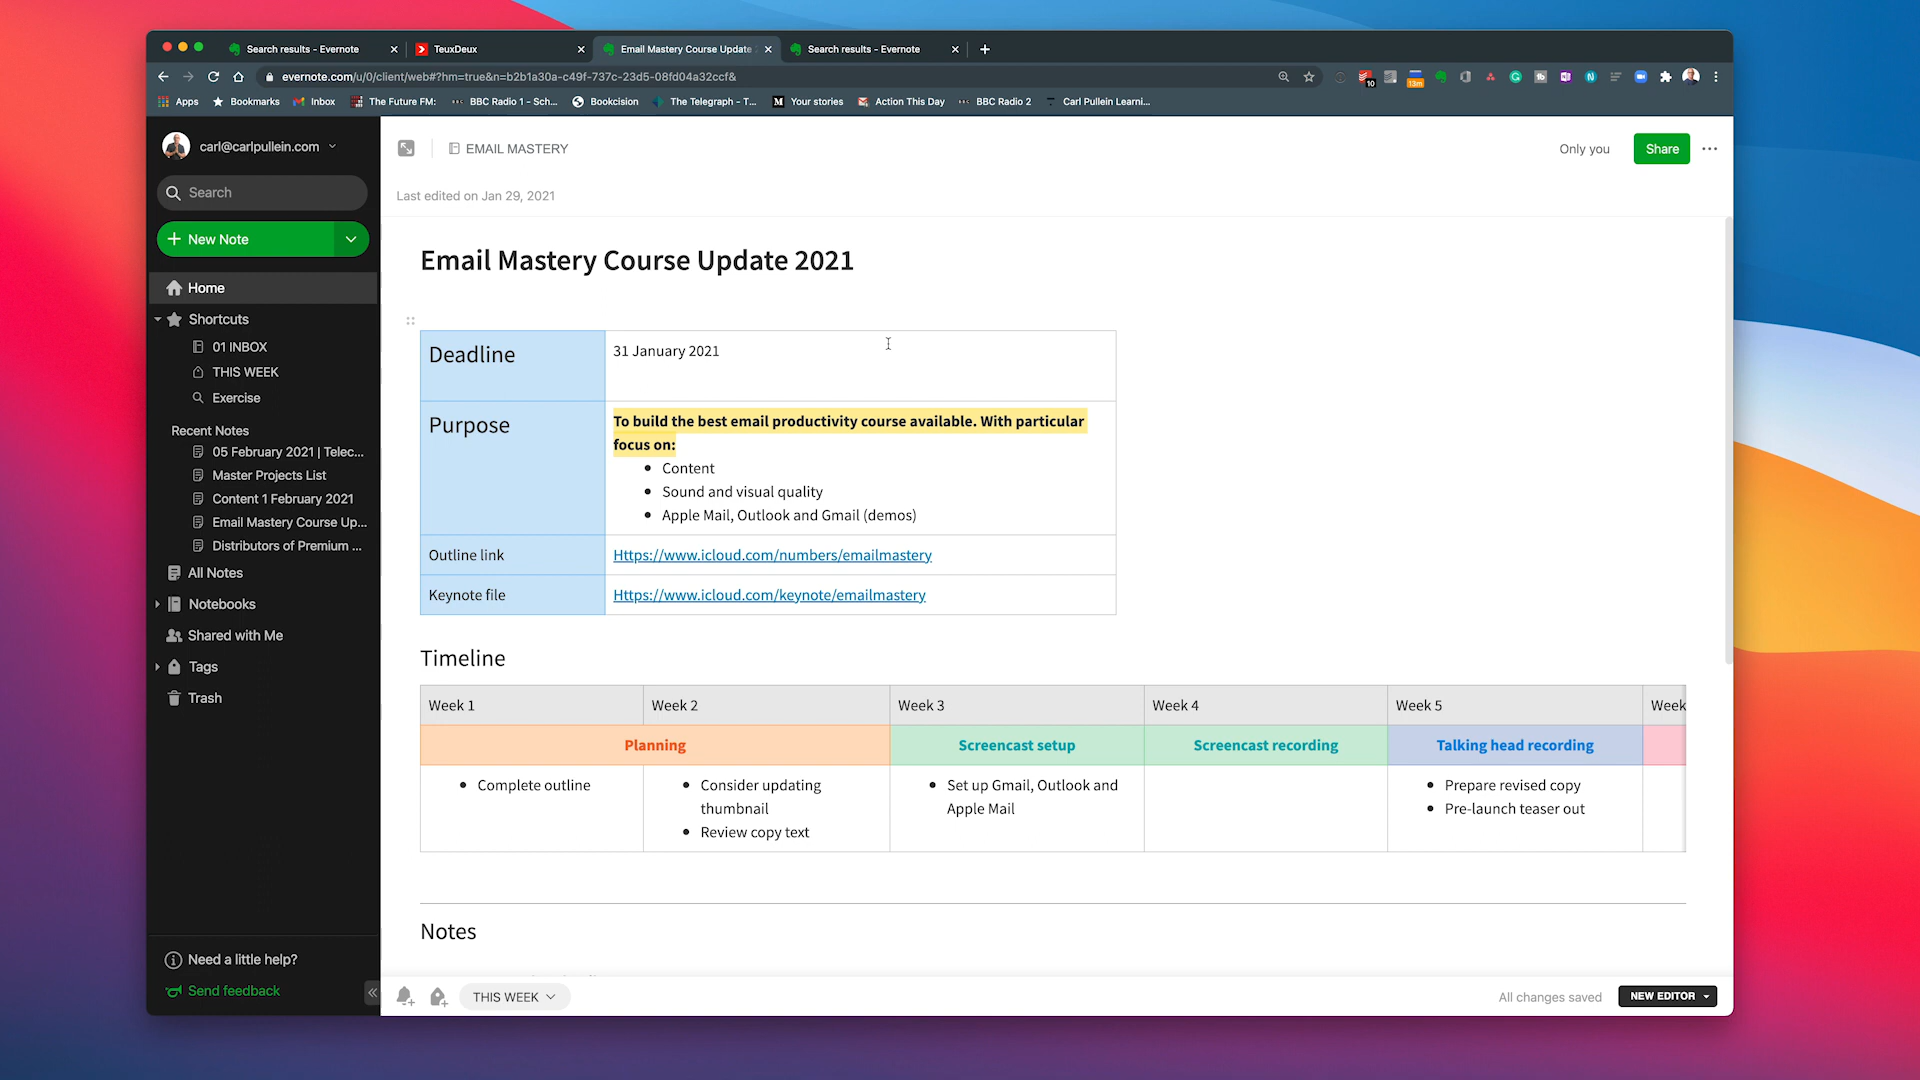 Search results - Evernote
TeuxDeux
Email Mastery Course Update
Search results - Evernote
evernote.com/u/0/client/web#?hm=true&n=b2b1a30a-c49f-737c-23d5-08fd04a32ccf&
10
13m
Apps
Bookmarks
Inbox
The Future FM:
BBC Radio 1 - Sch...
Bookcision
The Telegraph - T...
Your stories
Action This Day
BBC Radio 2
Carl Pullein Learni...
carl@carlpullein.com
Search
New Note
Home
Shortcuts
01 INBOX
THIS WEEK
Exercise
Recent Notes
05 February 2021 | Telec...
Master Projects List
Content 1 February 2021
Email Mastery Course Up...
Distributors of Premium ...
All Notes
Notebooks
Shared with Me
Tags
Trash
Need a little help?
Send feedback
EMAIL MASTERY
Only you
Share
Last edited on Jan 29, 2021
Email Mastery Course Update 2021
Deadline
31 January 2021
Purpose
To build the best email productivity course available. With particular
focus on:
Content
Sound and visual quality
Apple Mail, Outlook and Gmail (demos)
Outline link
Https://www.icloud.com/numbers/emailmastery
Keynote file
Https://www.icloud.com/keynote/emailmastery
Timeline
Week 1
Week 2
Week 3
Week 4
Week 5
Week
Planning
Screencast setup
Screencast recording
Talking head recording
Complete outline
Consider updating
thumbnail
Review copy text
Set up Gmail, Outlook and
Apple Mail
Prepare revised copy
Pre-launch teaser out
Notes
THIS WEEK
All changes saved
NEW EDITOR